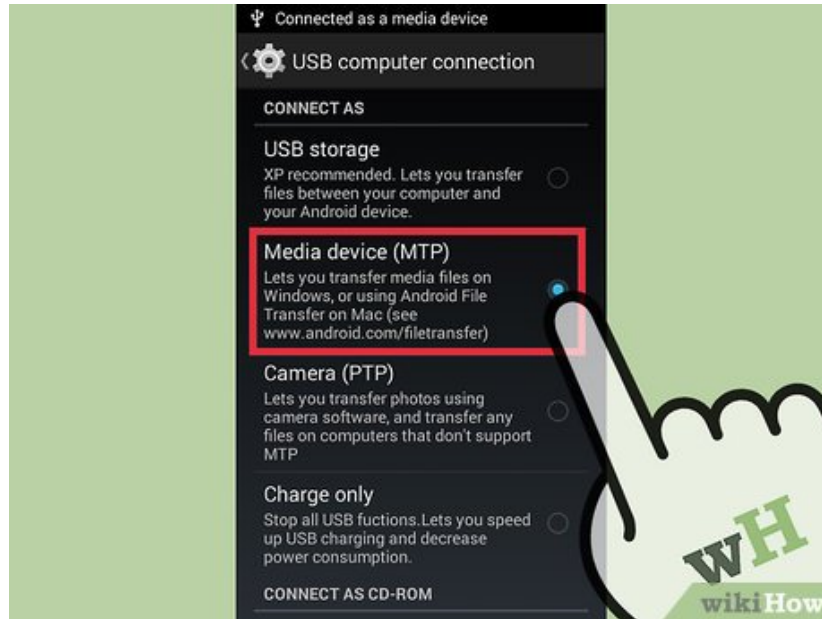 Connected as a media device
USB computer connection
CONNECT AS
USB storage
XP recommended. Lets you transfer
files between your computer and
your Android device.
Media device (MTP)
Lets you transfer media files on
Windows, or using Android File
Transfer on Mac (see
www.android.com/filetransfer)
Camera (PTP)
Lets you transfer photos using
camera software, and transfer any
files on computers that don't support
MTP
Charge only
Stop all USB fuctions.Lets you speed
up USB charging and decrease
power consumption.
CONNECT AS CD-ROM
wH
wikiHow